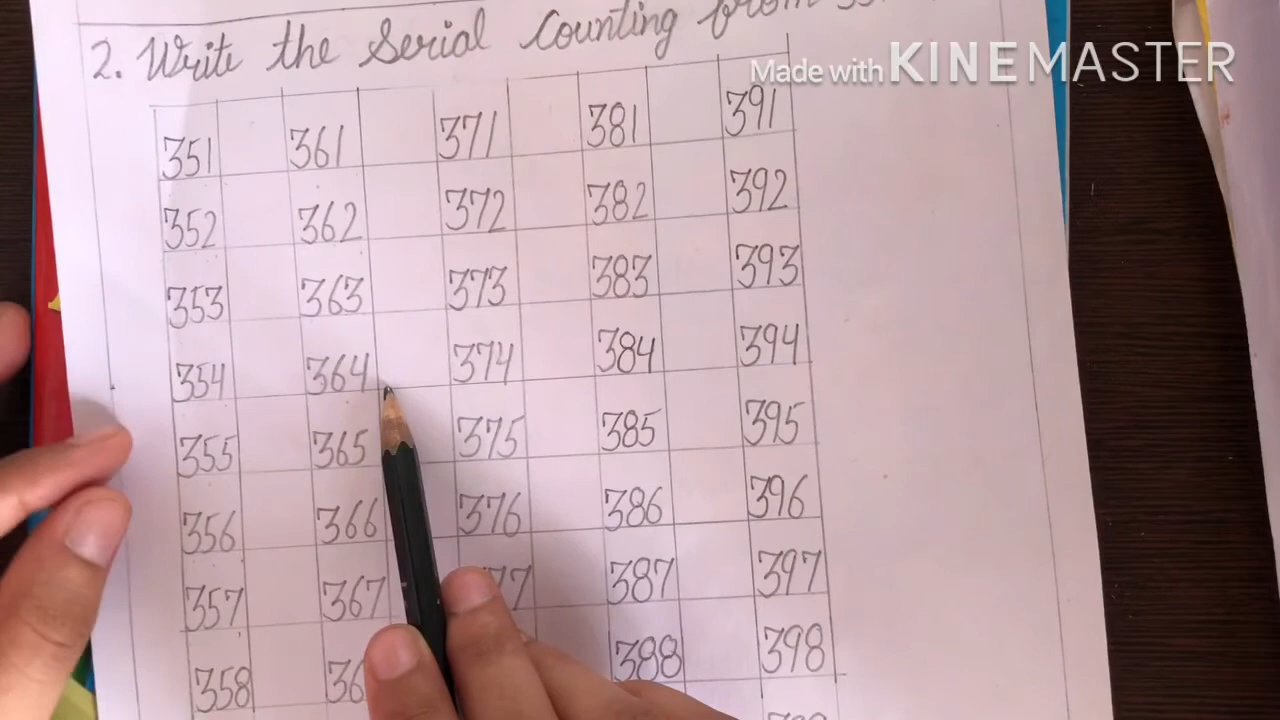 2. Write the Serial Counting from
Made with KINEMASTER
351 361 371 381 391
352 362 372 382 392
353 363 373 383 393
354 364 374 384 394
355 365 375 385 395
356 366 376 386 396
357 367 387 397
358 388 398